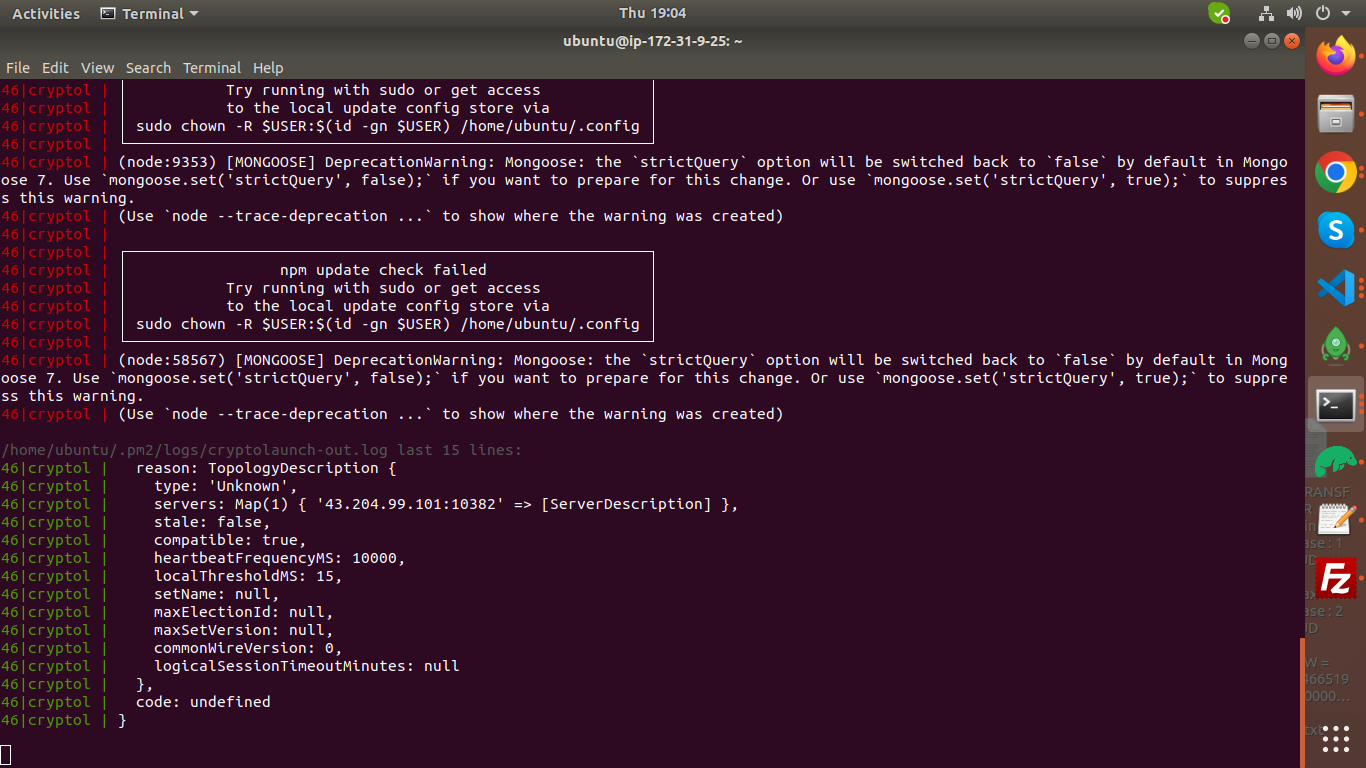 Activities Terminal Thu 19:04
ubuntu@ip-172-31-9-25: ~
File Edit View Search Terminal Help
46|cryptol | Try running with sudo or get access
46|cryptol | to the local update config store via
46|cryptol | sudo chown -R $USER:$(id -gn $USER) /home/ubuntu/.config
46|cryptol |
46|cryptol | (node:9353) [MONGOOSE] DeprecationWarning: Mongoose: the `strictQuery` option will be switched back to `false` by default in Mongo
ose 7. Use `mongoose.set('strictQuery', false);` if you want to prepare for this change. Or use `mongoose.set('strictQuery', true);` to suppres
s this warning.
46|cryptol | (Use `node --trace-deprecation ...` to show where the warning was created)
46|cryptol |
46|cryptol |
46|cryptol | npm update check failed
46|cryptol | Try running with sudo or get access
46|cryptol | to the local update config store via
46|cryptol | sudo chown -R $USER:$(id -gn $USER) /home/ubuntu/.config
46|cryptol |
46|cryptol | (node:58567) [MONGOOSE] DeprecationWarning: Mongoose: the `strictQuery` option will be switched back to `false` by default in Mong
oose 7. Use `mongoose.set('strictQuery', false);` if you want to prepare for this change. Or use `mongoose.set('strictQuery', true);` to suppre
ss this warning.
46|cryptol | (Use `node --trace-deprecation ...` to show where the warning was created)
/home/ubuntu/.pm2/logs/cryptolaunch-out.log last 15 lines:
46|cryptol | reason: TopologyDescription {
46|cryptol | type: 'Unknown',
46|cryptol | servers: Map(1) { '43.204.99.101:10382' => [ServerDescription] },
46|cryptol | stale: false,
46|cryptol | compatible: true,
46|cryptol | heartbeatFrequencyMS: 10000,
46|cryptol | localThresholdMS: 15,
46|cryptol | setName: null,
46|cryptol | maxElectionId: null,
46|cryptol | maxSetVersion: null,
46|cryptol | commonWireVersion: 0,
46|cryptol | logicalSessionTimeoutMinutes: null
46|cryptol | },
46|cryptol | code: undefined
46|cryptol | }